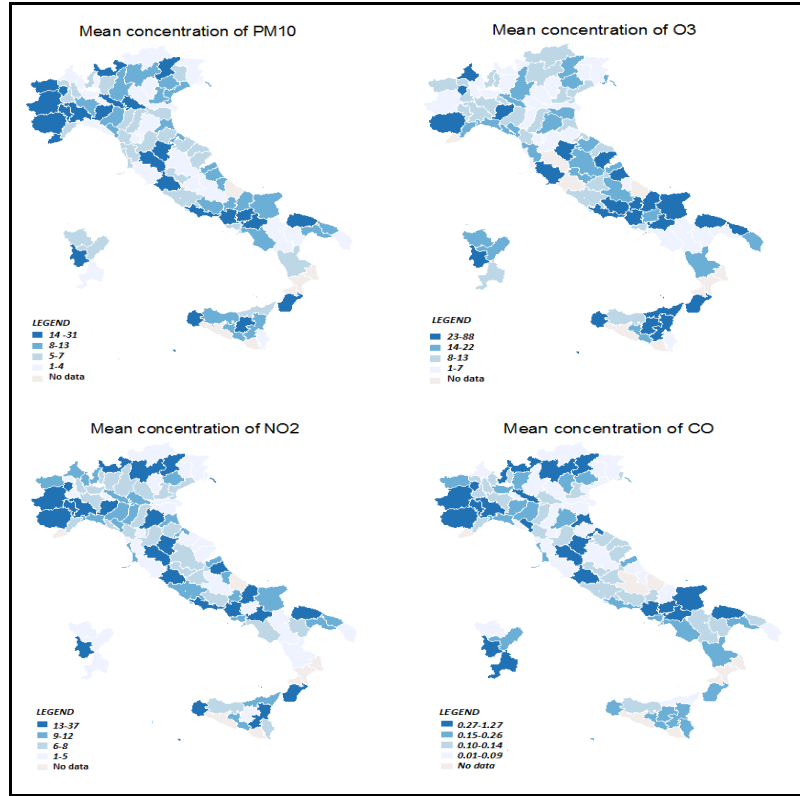 Mean concentration of PM10
LEGEND
14 -31
8-13
5-7
1-4
No data
Mean concentration of O3
LEGEND
23-88
14-22
8-13
1-7
No data
Mean concentration of NO2
LEGEND
13-37
9-12
6-8
1-5
No data
Mean concentration of CO
LEGEND
0.27-1.27
0.15-0.26
0.10-0.14
0.01-0.09
No data